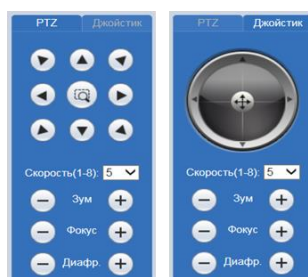 PTZ Джойстик
Скорость(1-8): 5
Зум
Фокус
Диафр.
PTZ Джойстик
Скорость(1-8): 5
Зум
Фокус
Диафр.